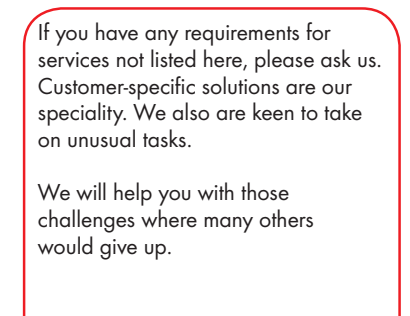 If you have any requirements for
services not listed here, please ask us.
Customer-specific solutions are our
speciality. We also are keen to take
on unusual tasks.
We will help you with those
challenges where many others
would give up.